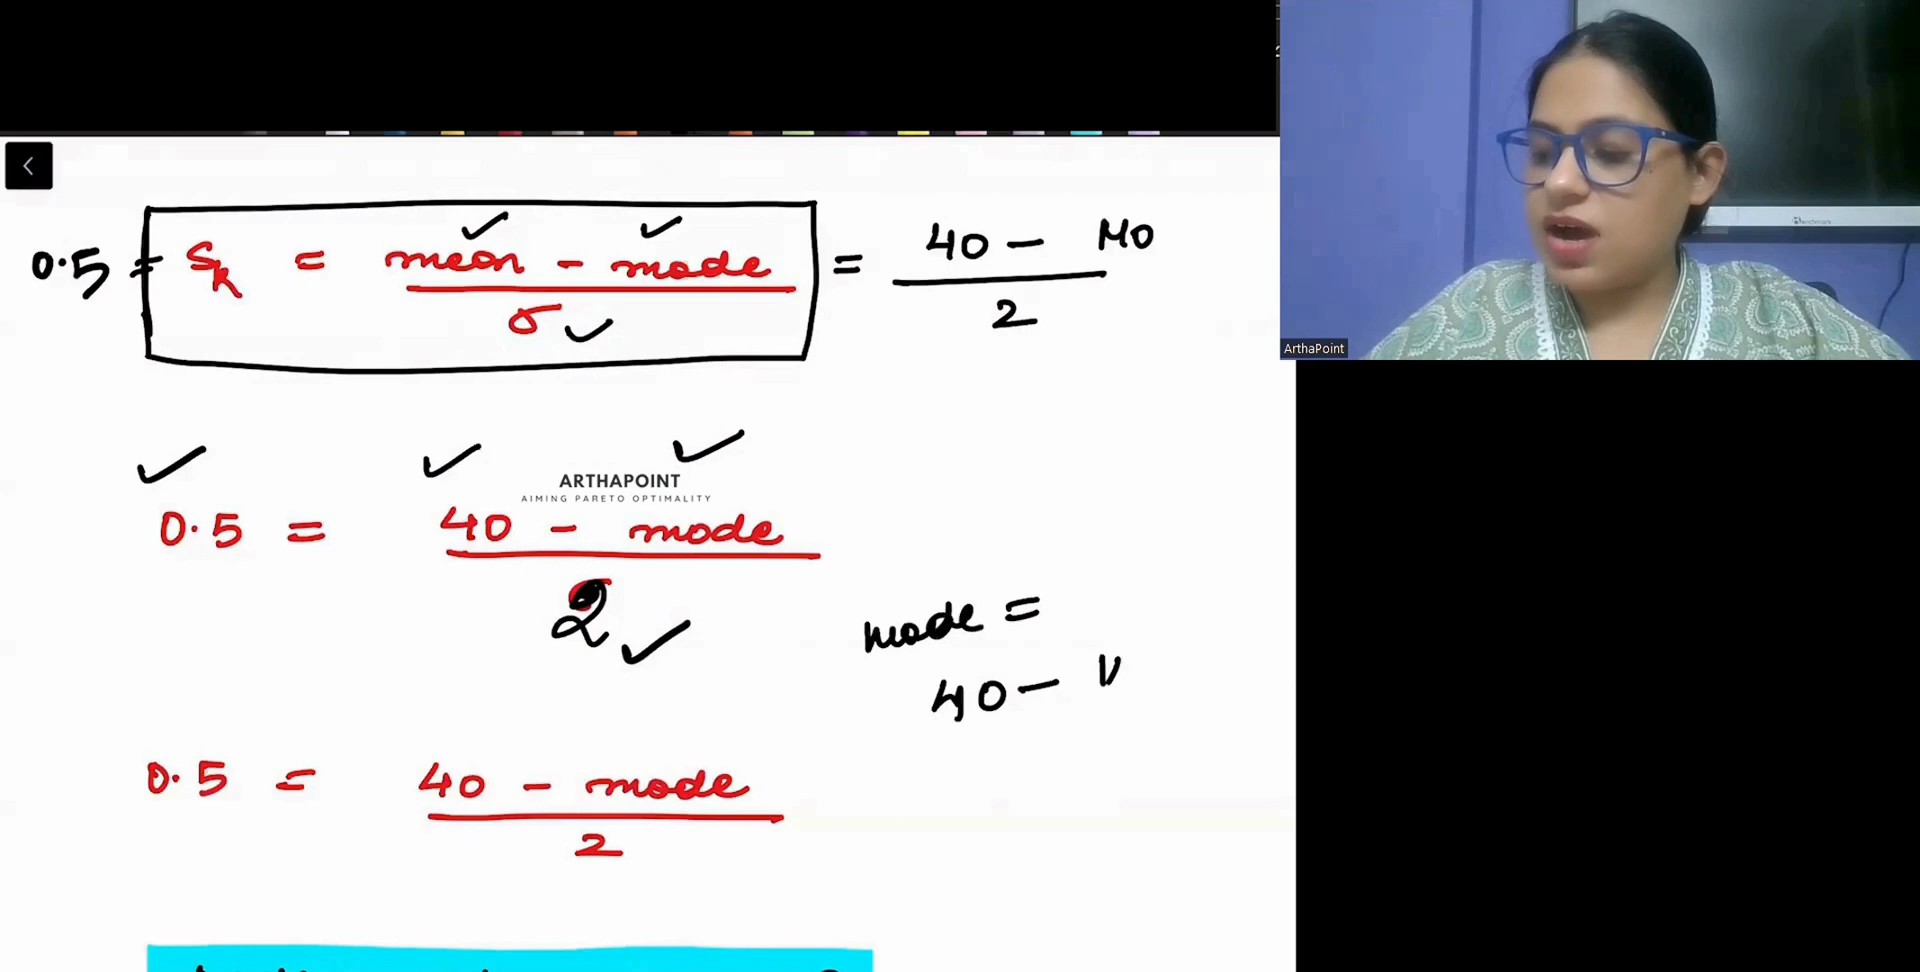 0.5 = Sk = mean - mode / σ = 40 - Mo / 2
ARTHAPOINT
AIMING PARETO OPTIMALITY
0.5 = 40 - mode / 2
mode =
40 -
0.5 = 40 - mode / 2
Benchmark
ArthaPoint